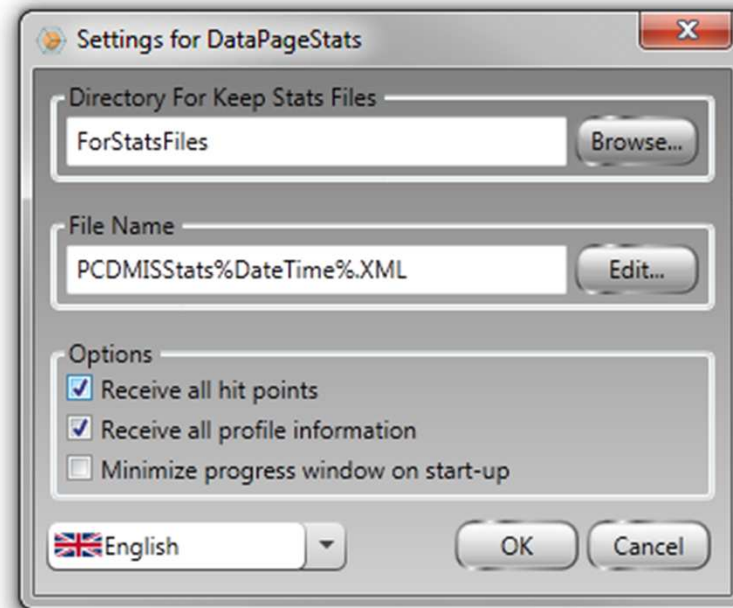 Settings for DataPageStats
Directory For Keep Stats Files
ForStatsFiles
Browse...
File Name
PCDMISStats%DateTime%.XML
Edit...
Options
Receive all hit points
Receive all profile information
Minimize progress window on start-up
English
OK
Cancel